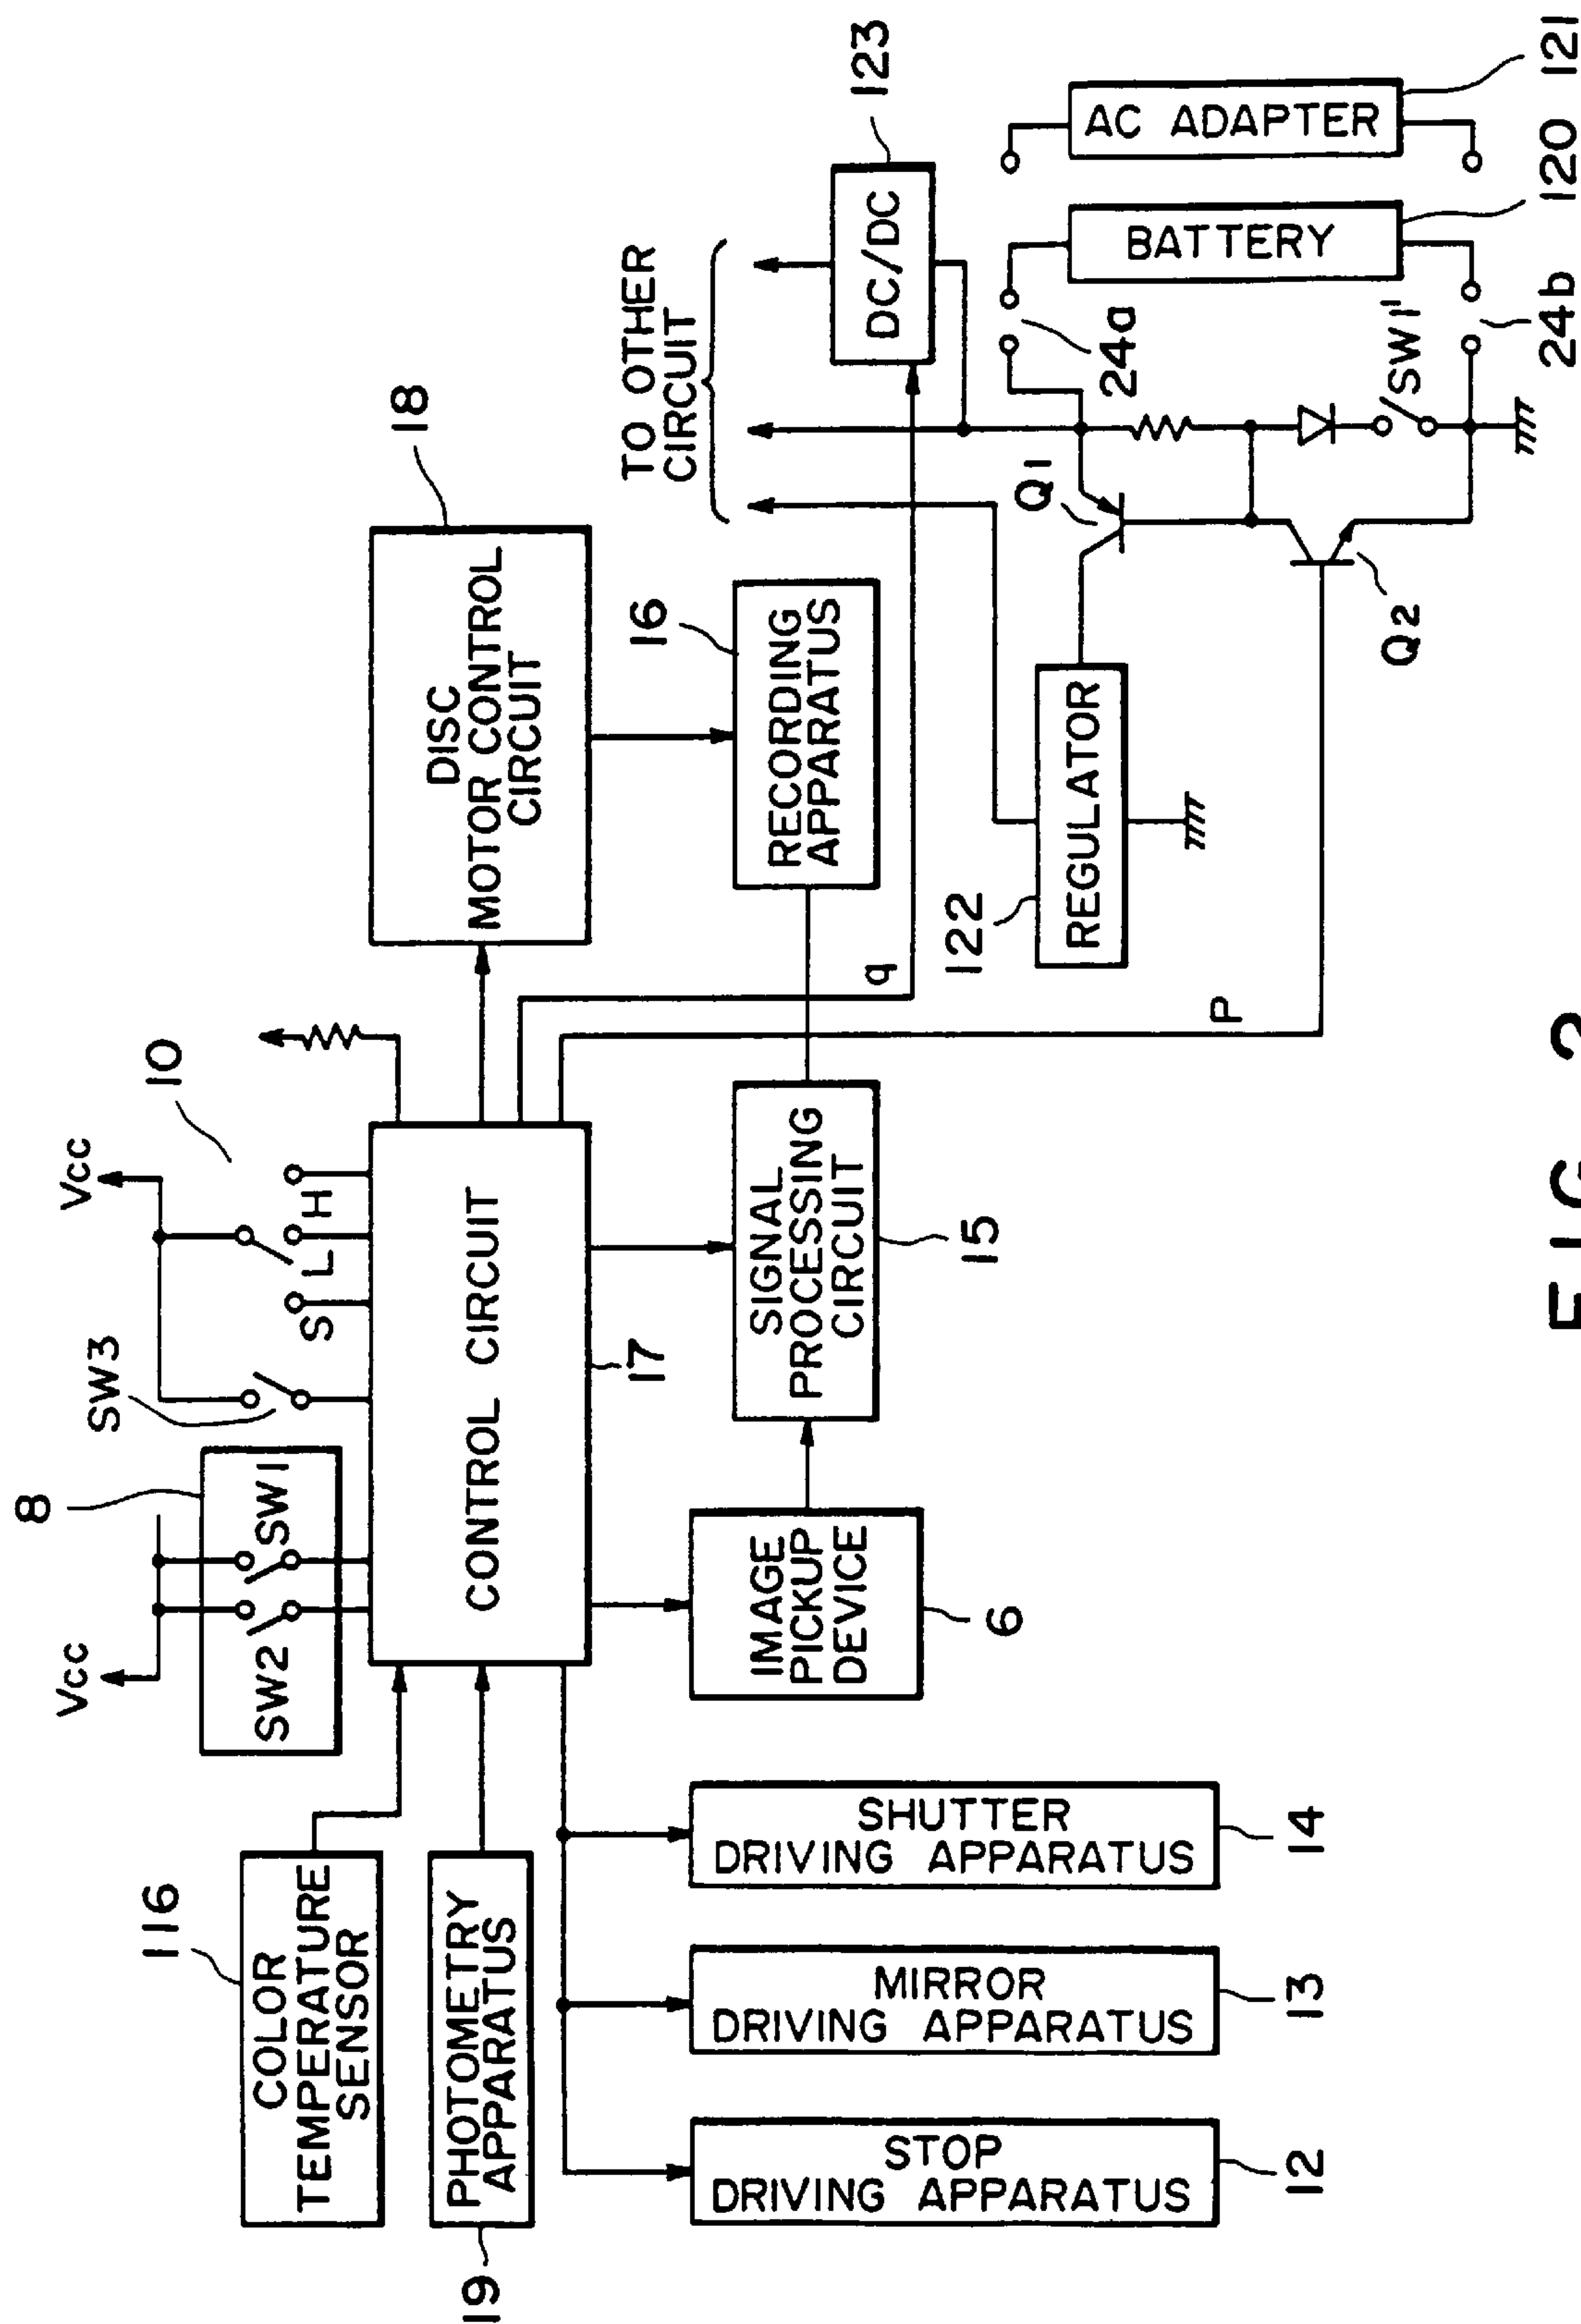 8
Vcc
SW2
SW1
SW3
Vcc
10
S
L
H
116
COLOR
TEMPERATURE
SENSOR
19
PHOTOMETRY
APPARATUS
CONTROL CIRCUIT
17
18
DISC
MOTOR CONTROL
CIRCUIT
STOP
DRIVING APPARATUS
12
MIRROR
DRIVING APPARATUS
13
SHUTTER
DRIVING APPARATUS
14
IMAGE
PICKUP
DEVICE
6
SIGNAL
PROCESSING
CIRCUIT
15
16
RECORDING
APPARATUS
q
P
TO OTHER
CIRCUIT
DC/DC
123
122
REGULATOR
Q1
Q2
24a
SW1'
24b
BATTERY
120
AC ADAPTER
121